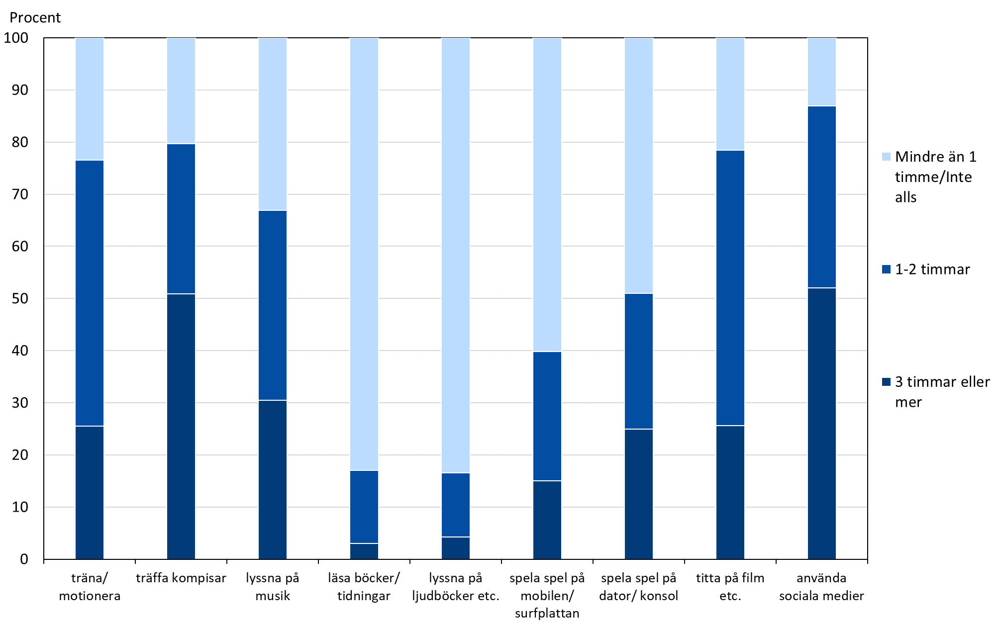 Procent
100
90
80
70
60
50
40
30
20
10
0
träna/
motionera
träffa kompisar
lyssna på
musik
läsa böcker/
tidningar
lyssna på
ljudböcker etc.
spela spel på
mobilen/
surfplattan
spela spel på
dator/ konsol
titta på film
etc.
använda
sociala medier
Mindre än 1
timme/Inte
alls
1-2 timmar
3 timmar eller
mer